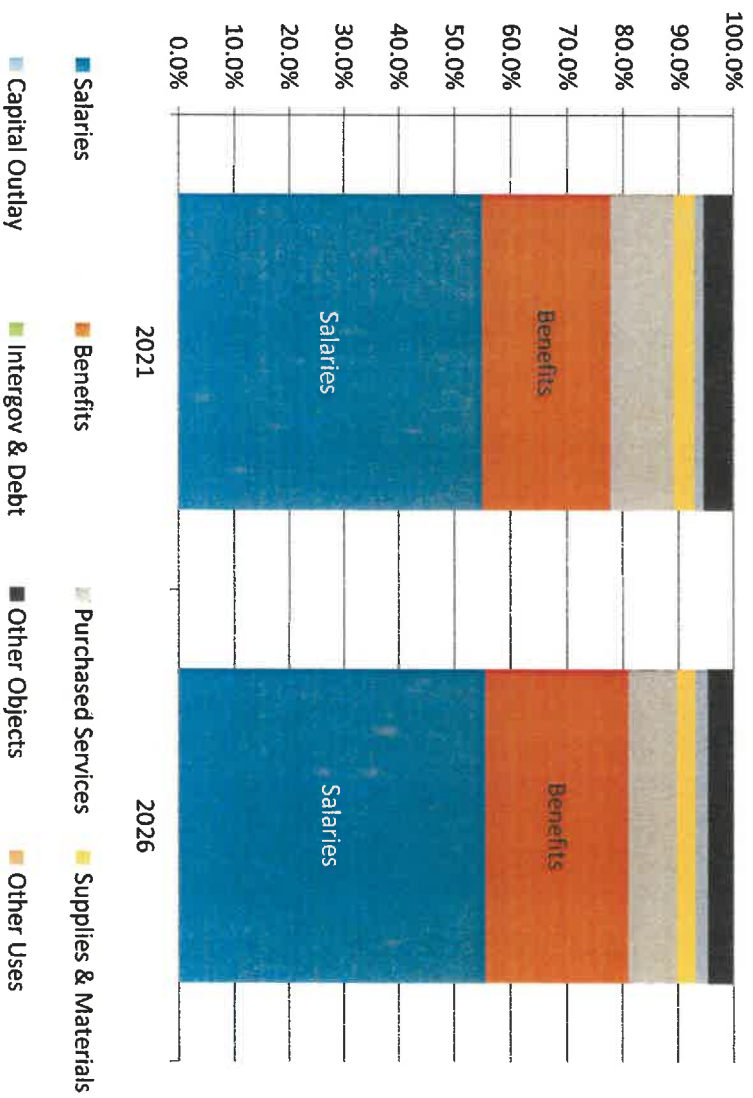 100.0%
90.0%
80.0%
70.0%
60.0%
50.0%
40.0%
30.0%
20.0%
10.0%
0.0%
Benefits
Salaries
Benefits
Salaries
2021
2026
Salaries
Benefits
Purchased Services
Supplies & Materials
Capital Outlay
Intergov & Debt
Other Objects
Other Uses